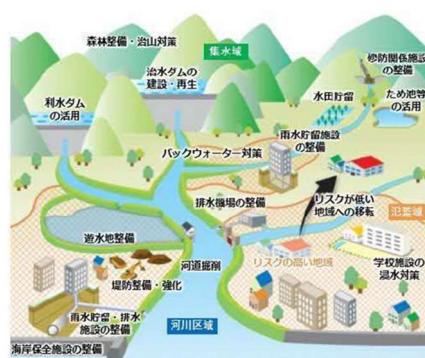 森林整備・治山対策
集水域
砂防関係施設
の整備
治水ダムの
建設・再生
利水ダム
の活用
水田貯留
ため池等
の活用
雨水貯留施設
の整備
バックウォーター対策
排水機場の整備
リスクが低い
地域への移転
氾濫域
遊水地整備
河道掘削
リスクの高い地域
学校施設の
浸水対策
堤防整備・強化
雨水貯留・排水
施設の整備
河川区域
海岸保全施設の整備